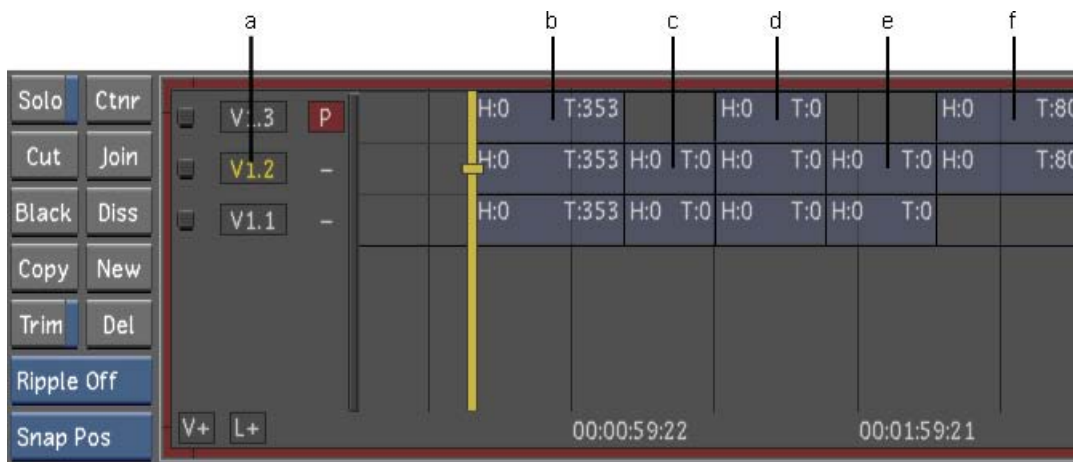 a b c d e f
Solo Ctnr
V1.3 P H:0 T:353 H:0 T:0 H:0 T:80
Cut Join
V1.2 – H:0 T:353 H:0 T:0 H:0 T:0 H:0 T:0 H:0 T:80
Black Diss
V1.1 – H:0 T:353 H:0 T:0 H:0 T:0 H:0 T:0
Copy New
Trim Del
Ripple Off
Snap Pos V+ L+ 00:00:59:22 00:01:59:21